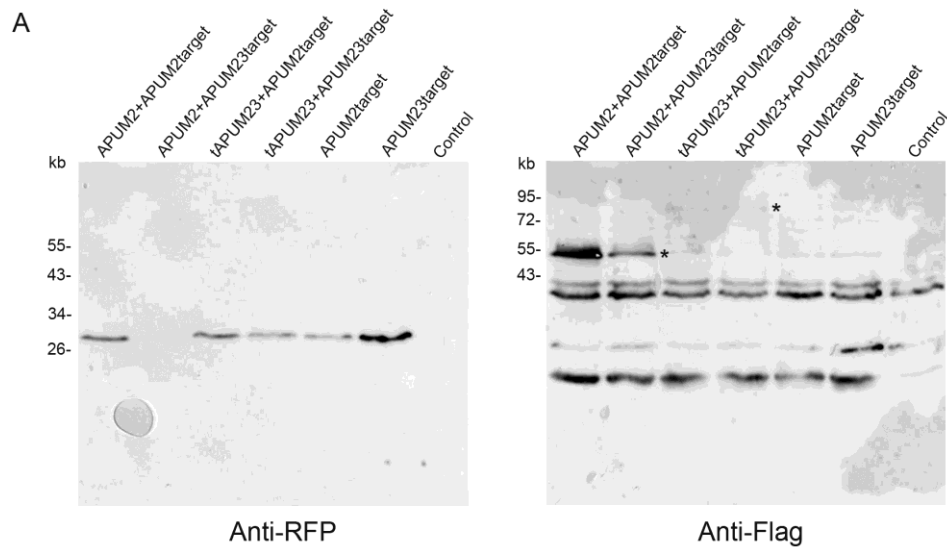 A
APUM2+APUM2target
APUM2+APUM23target
tAPUM23+APUM2target
tAPUM23+APUM23target
APUM2target
APUM23target
Control
kb
55-
43-
34-
26-
Anti-RFP
APUM2+APUM2target
APUM2+APUM23target
tAPUM23+APUM2target
tAPUM23+APUM23target
APUM2target
APUM23target
Control
kb
95-
72-
55-
43-
*
*
Anti-Flag